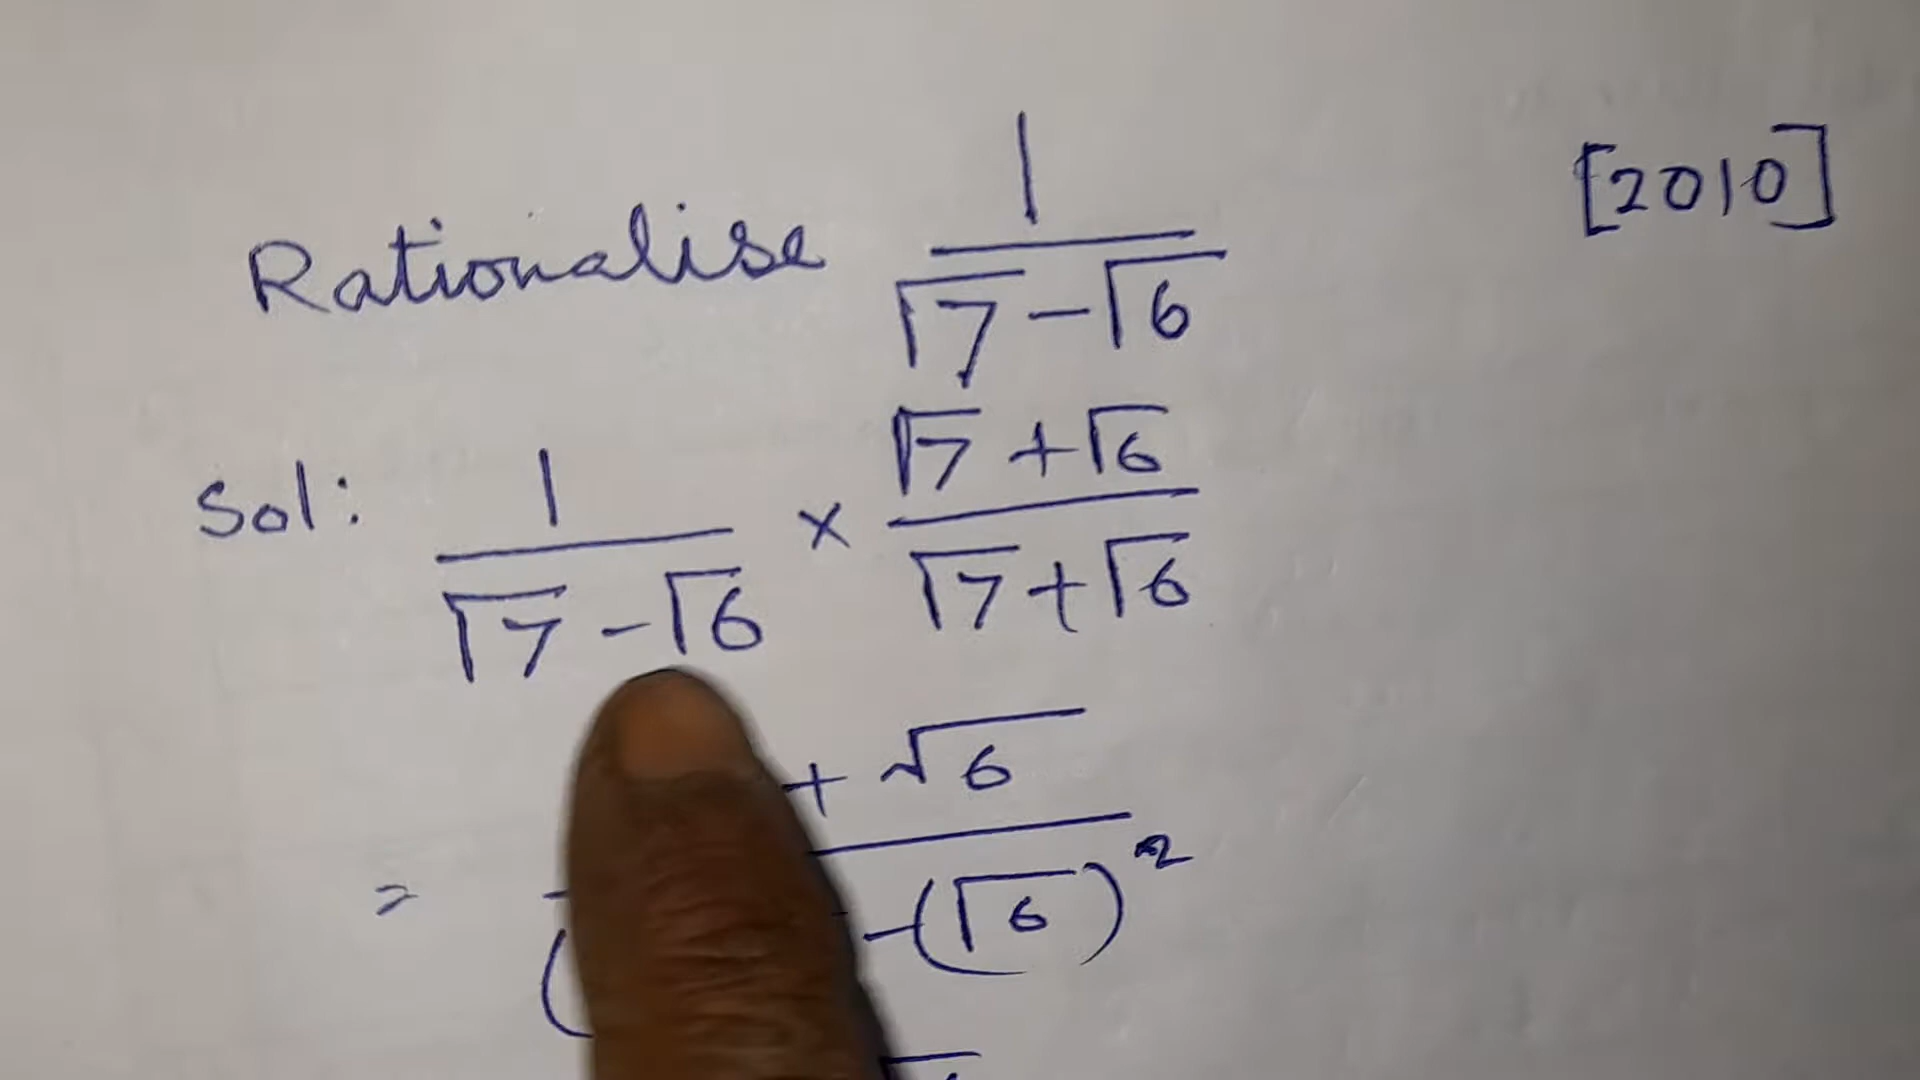 Rationalise 1/(√7 - √6) [2010]
Sol: 1/(√7 - √6) × (√7 + √6)/(√7 + √6)
+ √6
=
( - (√6)²